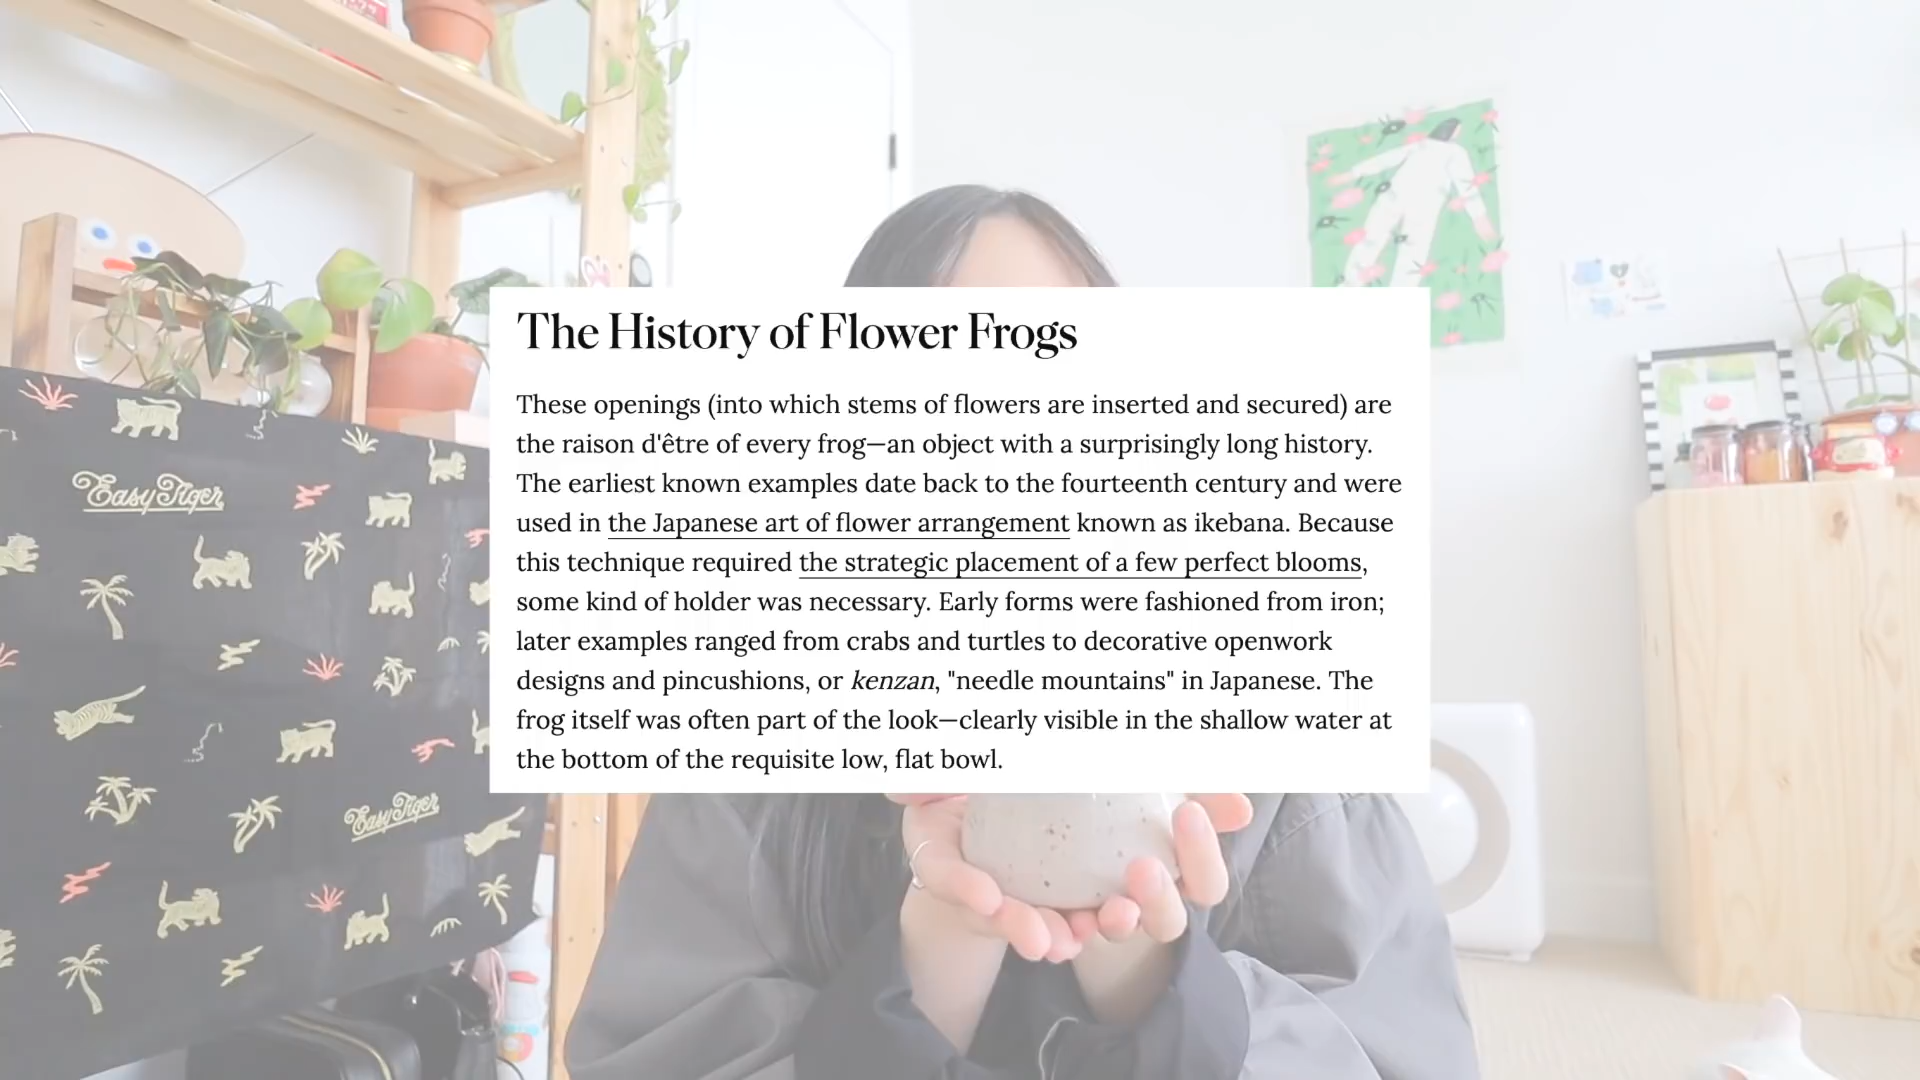 The History of Flower Frogs
These openings (into which stems of flowers are inserted and secured) are
the raison d'être of every frog—an object with a surprisingly long history.
The earliest known examples date back to the fourteenth century and were
used in the Japanese art of flower arrangement known as ikebana. Because
this technique required the strategic placement of a few perfect blooms,
some kind of holder was necessary. Early forms were fashioned from iron;
later examples ranged from crabs and turtles to decorative openwork
designs and pincushions, or kenzan, "needle mountains" in Japanese. The
frog itself was often part of the look—clearly visible in the shallow water at
the bottom of the requisite low, flat bowl.
Easy Tiger
Easy Tiger